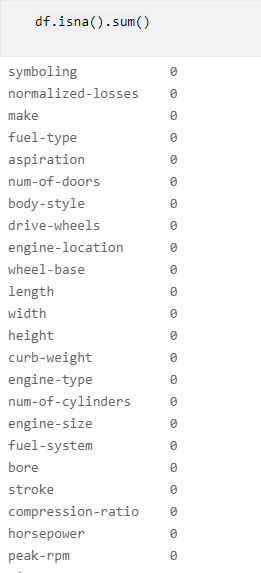 df.isna().sum()
symboling 0
normalized-losses 0
make 0
fuel-type 0
aspiration 0
num-of-doors 0
body-style 0
drive-wheels 0
engine-location 0
wheel-base 0
length 0
width 0
height 0
curb-weight 0
engine-type 0
num-of-cylinders 0
engine-size 0
fuel-system 0
bore 0
stroke 0
compression-ratio 0
horsepower 0
peak-rpm 0